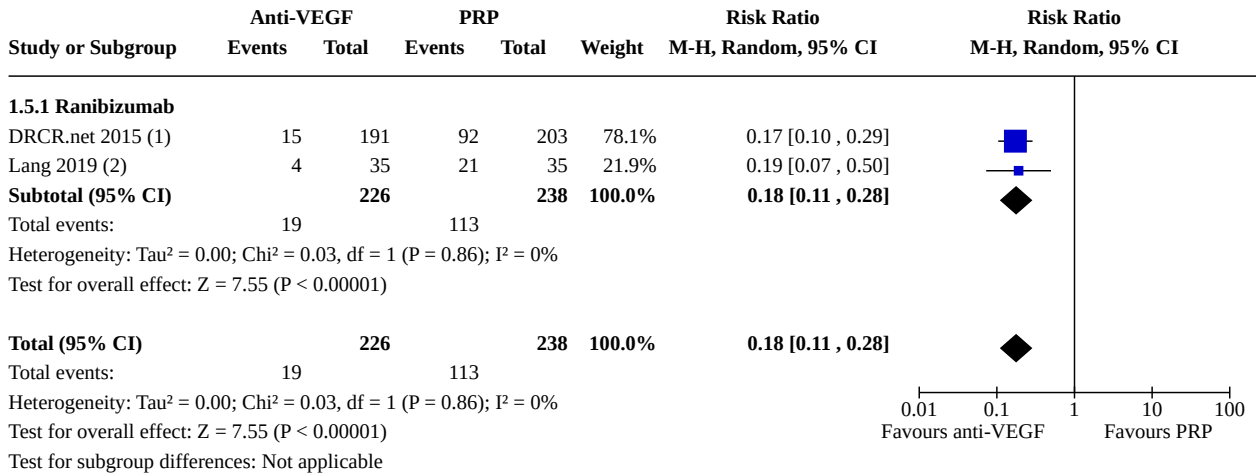 Anti-VEGF PRP Risk Ratio Risk Ratio
Study or Subgroup Events Total Events Total Weight M-H, Random, 95% CI M-H, Random, 95% CI
1.5.1 Ranibizumab
DRCR.net 2015 (1) 15 191 92 203 78.1% 0.17 [0.10 , 0.29]
Lang 2019 (2) 4 35 21 35 21.9% 0.19 [0.07 , 0.50]
Subtotal (95% CI) 226 238 100.0% 0.18 [0.11 , 0.28]
Total events: 19 113
Heterogeneity: Tau² = 0.00; Chi² = 0.03, df = 1 (P = 0.86); I² = 0%
Test for overall effect: Z = 7.55 (P < 0.00001)
Total (95% CI) 226 238 100.0% 0.18 [0.11 , 0.28]
Total events: 19 113
Heterogeneity: Tau² = 0.00; Chi² = 0.03, df = 1 (P = 0.86); I² = 0%
0.01 0.1 1 10 100
Test for overall effect: Z = 7.55 (P < 0.00001) Favours anti-VEGF Favours PRP
Test for subgroup differences: Not applicable